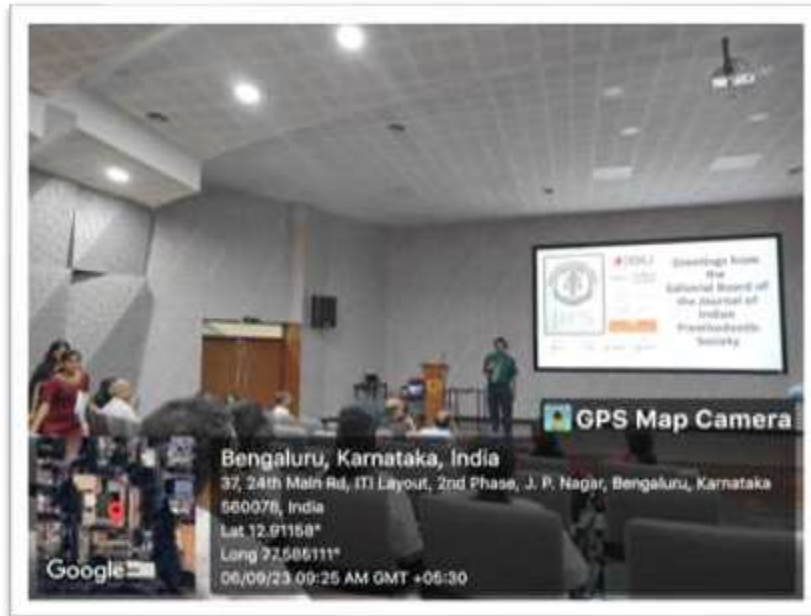 Greetings from
the
Editorial Board of
the Journal of
Indian
Prosthodontic
Society
GPS Map Camera
Bengaluru, Karnataka, India
37, 24th Main Rd, ITI Layout, 2nd Phase, J. P. Nagar, Bengaluru, Karnataka
560078, India
Lat 12.91158°
Long 77.585111°
06/09/23 09:25 AM GMT +05:30
Google